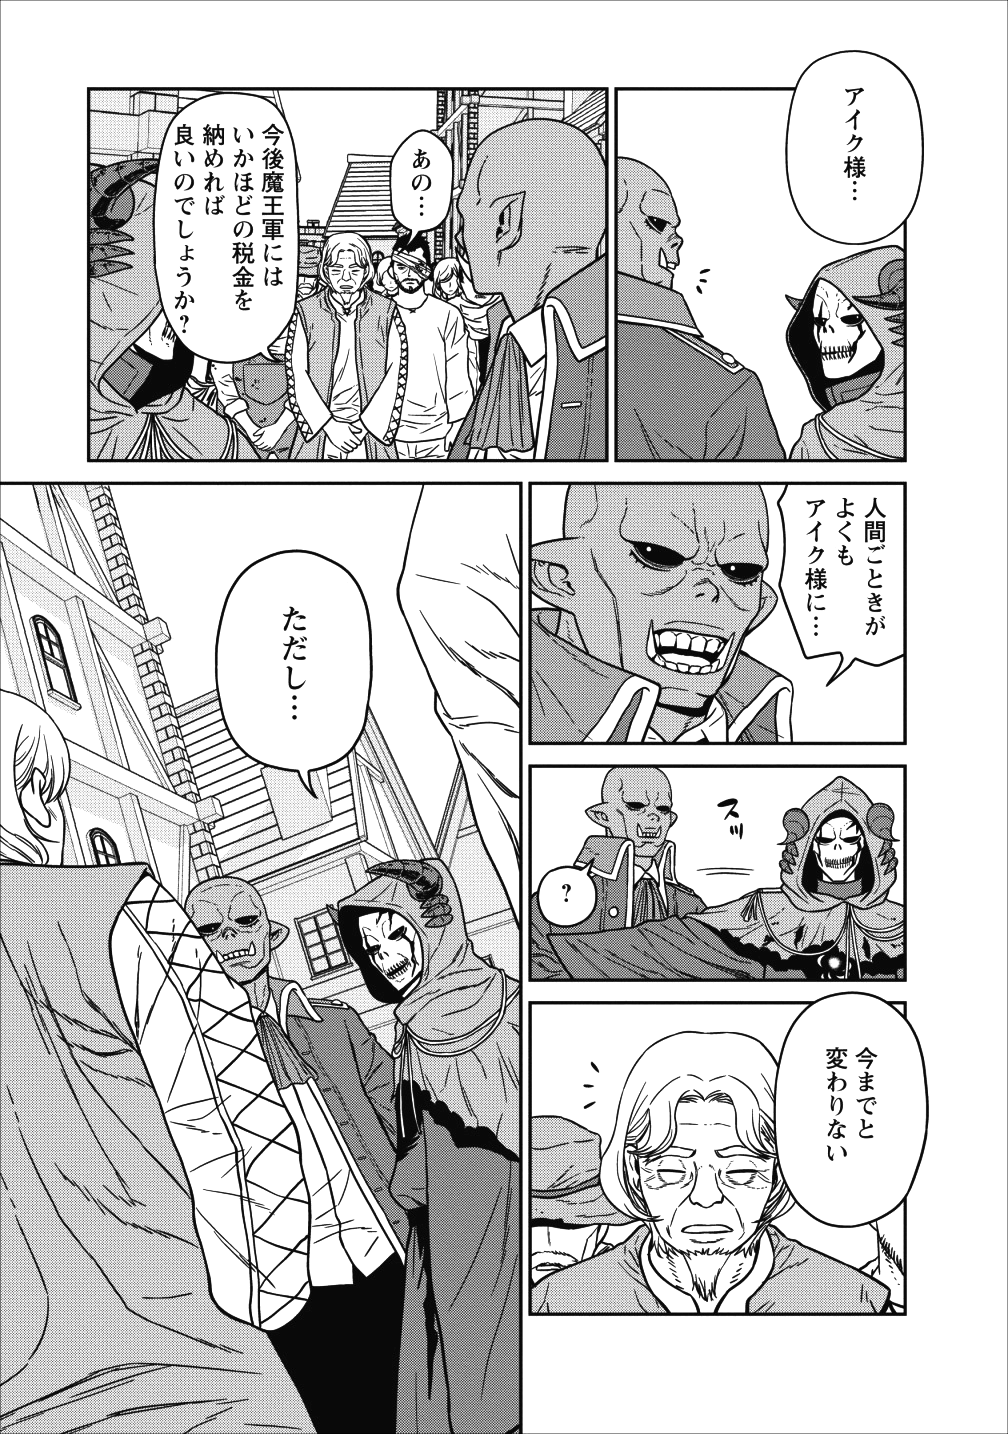 アイク様…
あの…
今後魔王軍には
いかほどの税金を
納めれば
良いのでしょうか?
人間ごときが
よくも
アイク様に…
スッ
?
今までと
変わりない
ただし…